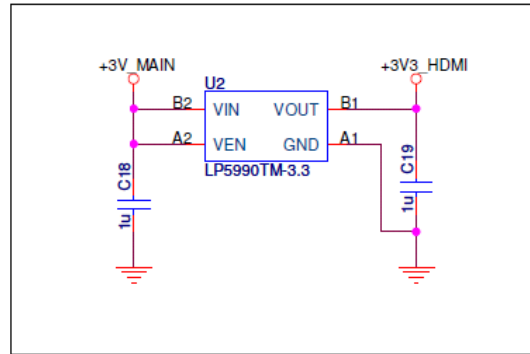 +3V_MAIN
+3V3_HDMI
U2
B2 VIN VOUT B1
A2 VEN GND A1
LP5990TM-3.3
C18
1u
C19
1u